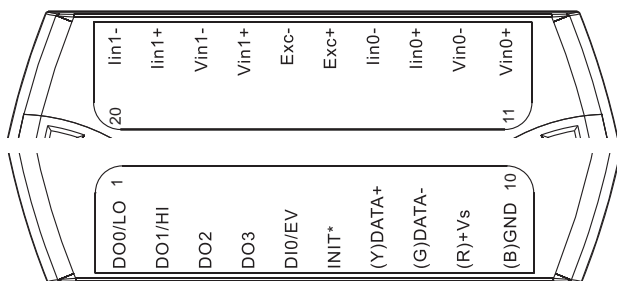 Iin1-
Iin1+
Vin1-
Vin1+
Exc-
Exc+
Iin0-
Iin0+
Vin0-
Vin0+
20
11
1
10
DO0/LO
DO1/HI
DO2
DO3
DI0/EV
INIT*
(Y)DATA+
(G)DATA-
(R)+Vs
(B)GND